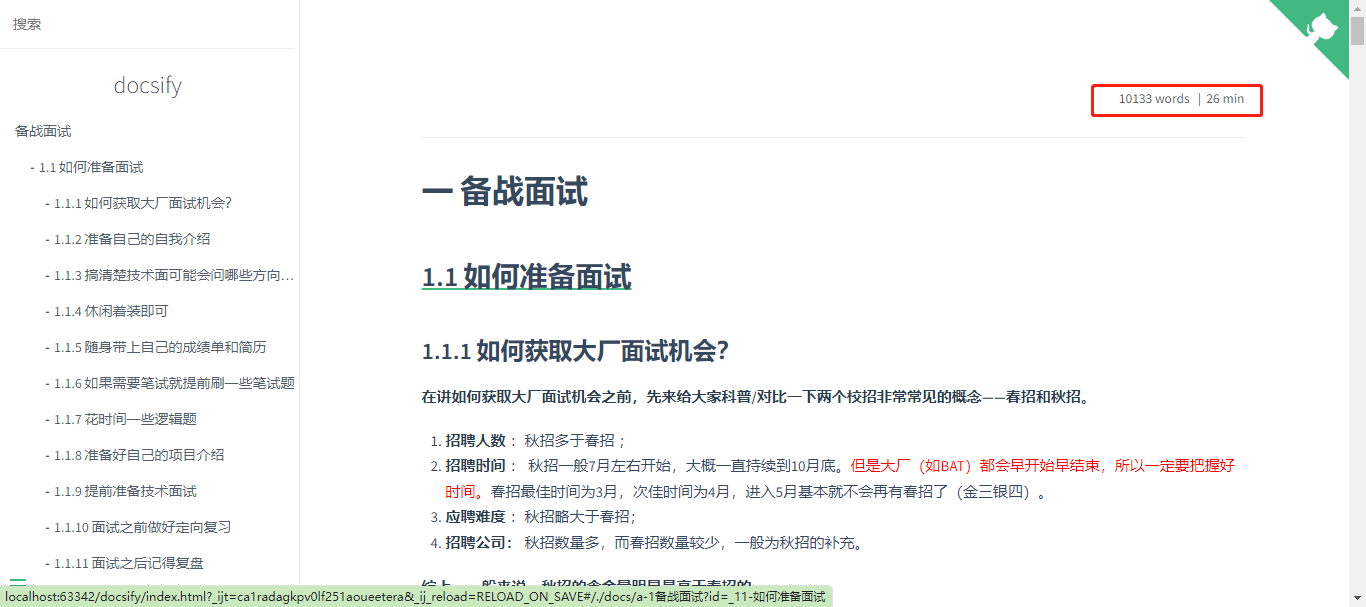 搜索
docsify
备战面试
- 1.1 如何准备面试
- 1.1.1 如何获取大厂面试机会？
- 1.1.2 准备自己的自我介绍
- 1.1.3 搞清楚技术面可能会问哪些方向…
- 1.1.4 休闲着装即可
- 1.1.5 随身带上自己的成绩单和简历
- 1.1.6 如果需要笔试就提前刷一些笔试题
- 1.1.7 花时间一些逻辑题
- 1.1.8 准备好自己的项目介绍
- 1.1.9 提前准备技术面试
- 1.1.10 面试之前做好定向复习
- 1.1.11 面试之后记得复盘
10133 words | 26 min
一 备战面试
1.1 如何准备面试
1.1.1 如何获取大厂面试机会？
在讲如何获取大厂面试机会之前，先来给大家科普/对比一下两个校招非常常见的概念——春招和秋招。
1. 招聘人数 ：秋招多于春招 ；
2. 招聘时间 ： 秋招一般7月左右开始，大概一直持续到10月底。但是大厂（如BAT）都会早开始早结束，所以一定要把握好
时间。春招最佳时间为3月，次佳时间为4月，进入5月基本就不会再有春招了（金三银四）。
3. 应聘难度 ：秋招略大于春招；
4. 招聘公司： 秋招数量多，而春招数量较少，一般为秋招的补充。
综上，一般来说，秋招的含金量明显是高于春招的。
localhost:63342/docsify/index.html?_ijt=ca1radagkpv0lf251aoueetera&_ij_reload=RELOAD_ON_SAVE#/./docs/a-1备战面试?id=_11-如何准备面试